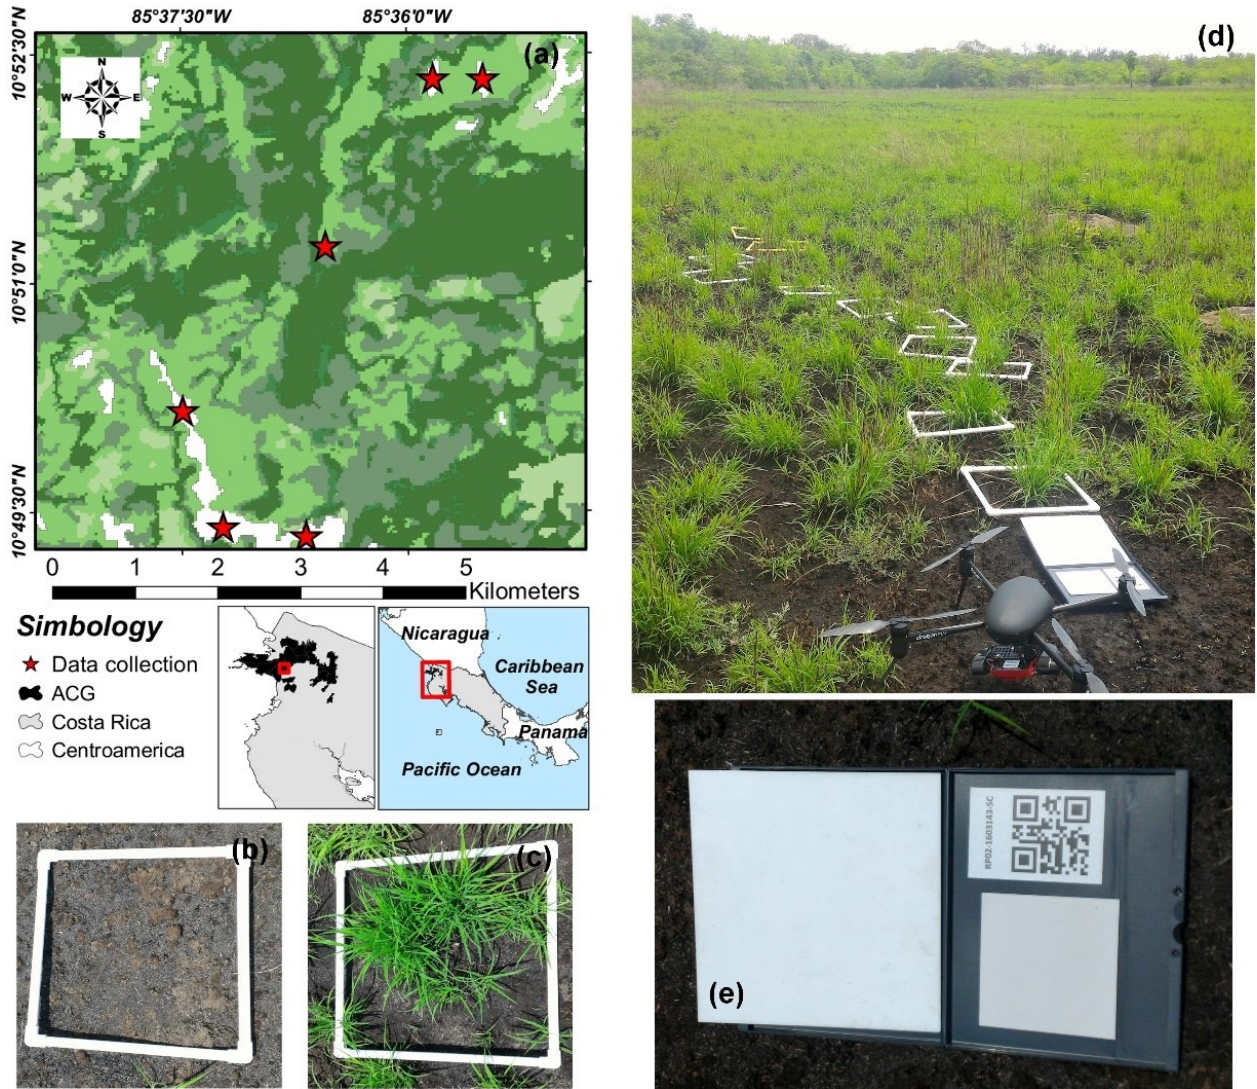 85°37'30"W 85°36'0"W
(a)
10°52'30"N
N
W E
S
10°51'0"N
10°49'30"N
0 1 2 3 4 5 Kilometers
Simbology
Data collection
ACG
Costa Rica
Centroamerica
Nicaragua
Caribbean
Sea
Panama
Pacific Ocean
(b)
(c)
(d)
RP02-1603143-SC
(e)